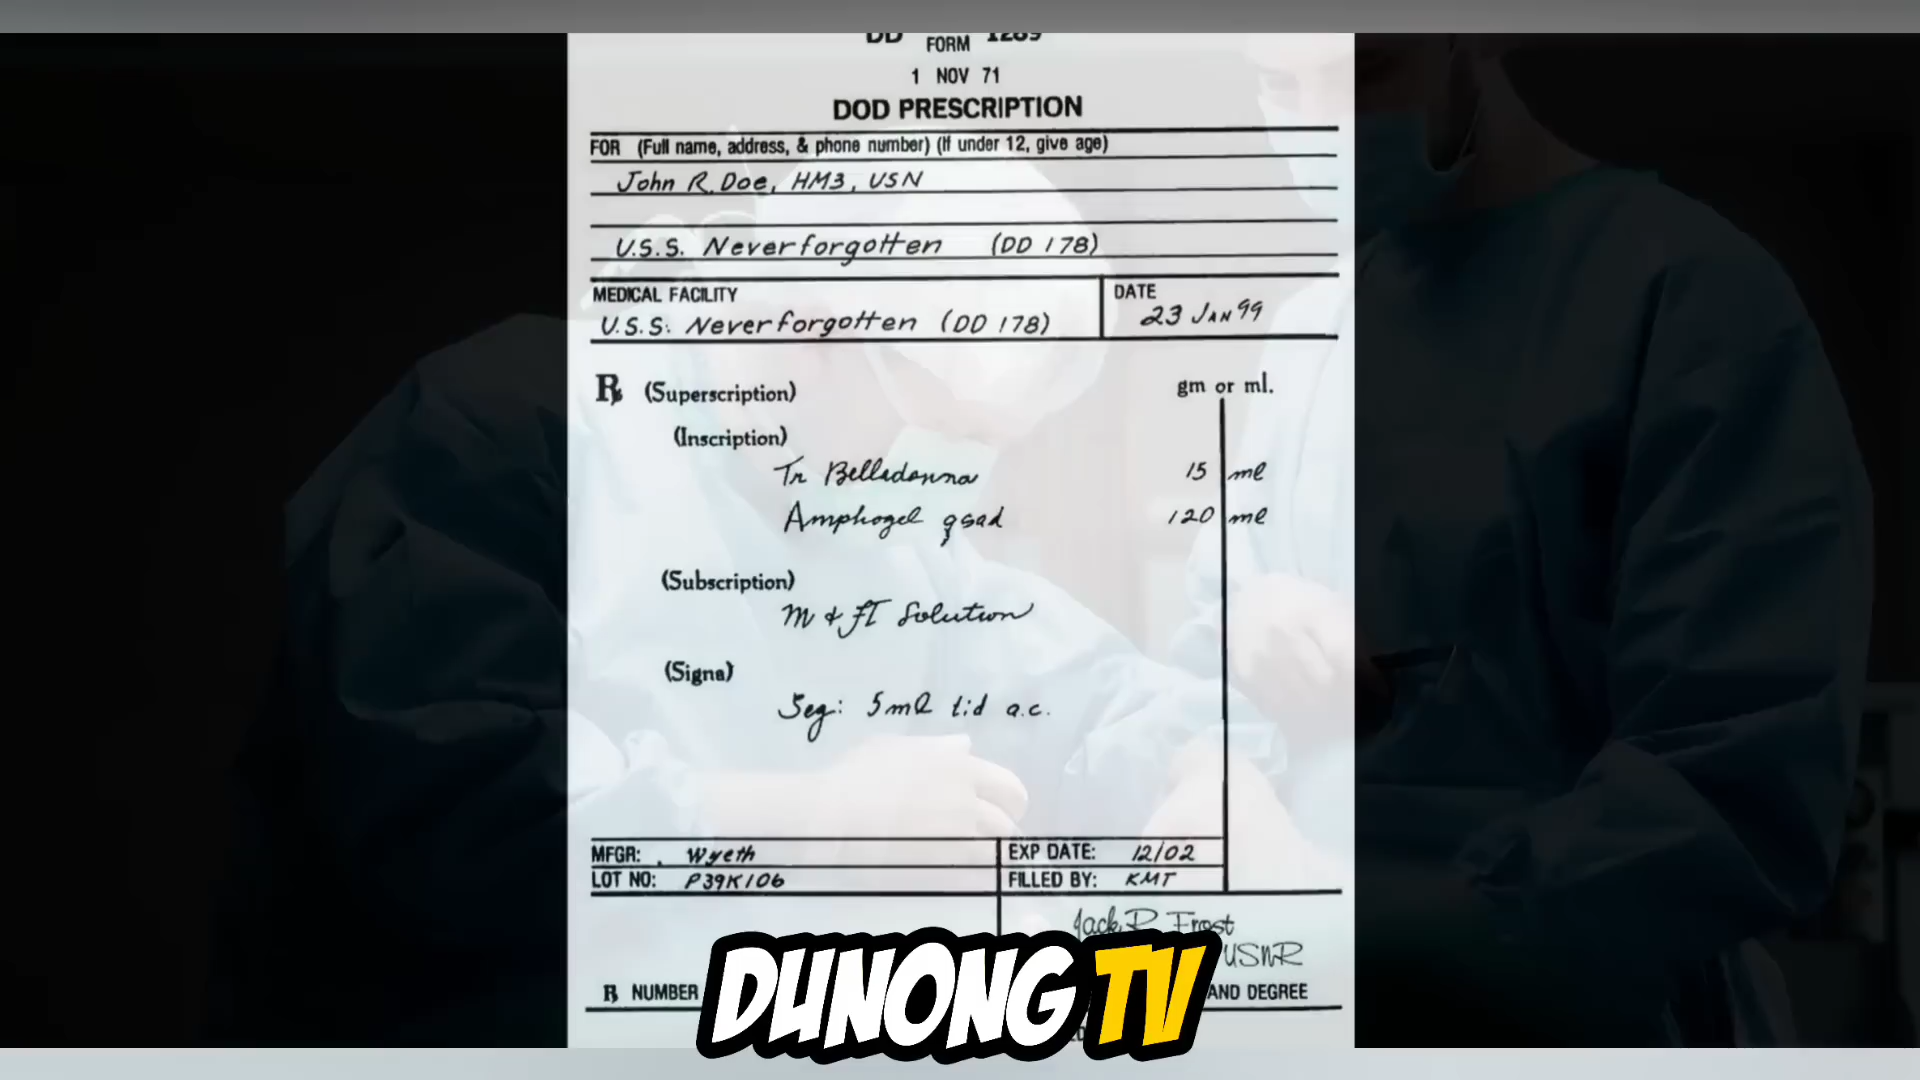 DD FORM 1289
1 NOV 71
DOD PRESCRIPTION
FOR (Full name, address, & phone number) (If under 12, give age)
John R. Doe, HM3, USN
U.S.S. Neverforgotten (DD 178)
MEDICAL FACILITY
U.S.S. Neverforgotten (DD 178)
DATE
23 JAN 99
℞ (Superscription)
gm or ml.
(Inscription)
Tr Belladonna 15 ml
Amphogel qsad 120 ml
(Subscription)
M & FT Solution
(Signa)
Sig: 5ml tid a.c.
MFGR: Wyeth
EXP DATE: 12/02
LOT NO: P39K106
FILLED BY: KMT
Jack R. Frost
USNR
℞ NUMBER
AND DEGREE
DUNONG TV